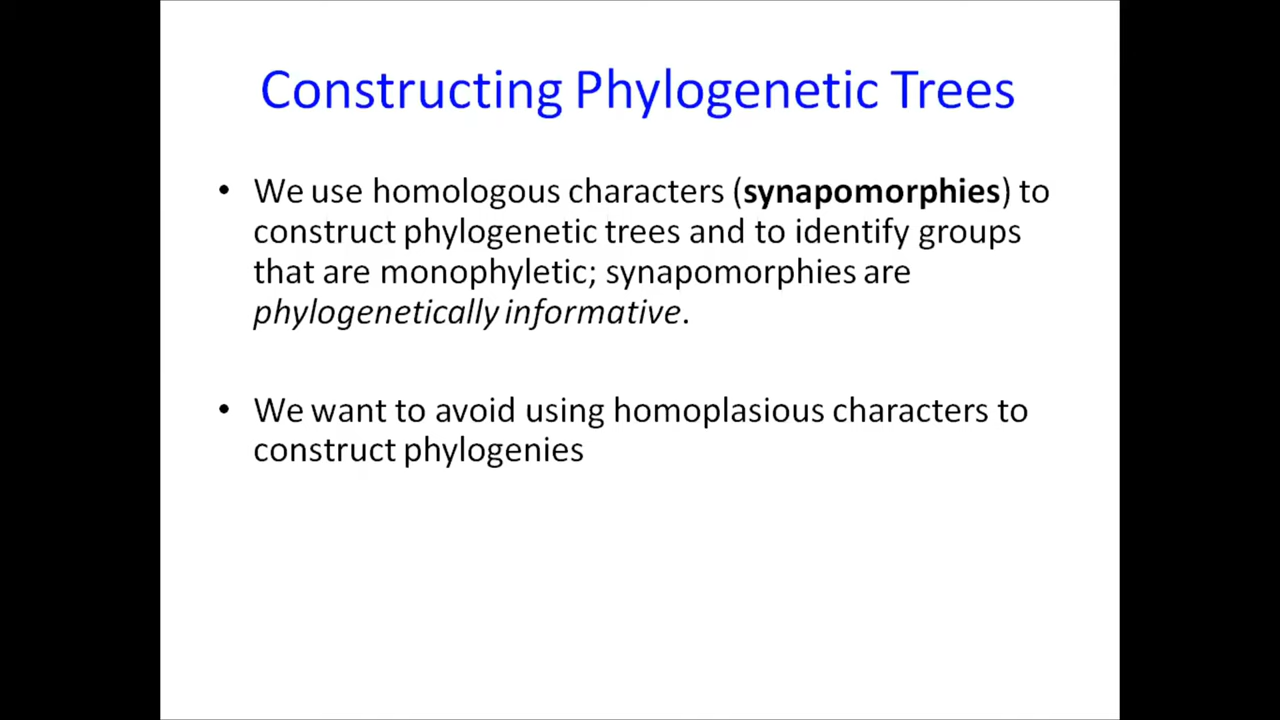 Constructing Phylogenetic Trees
• We use homologous characters (synapomorphies) to
construct phylogenetic trees and to identify groups
that are monophyletic; synapomorphies are
phylogenetically informative.
• We want to avoid using homoplasious characters to
construct phylogenies